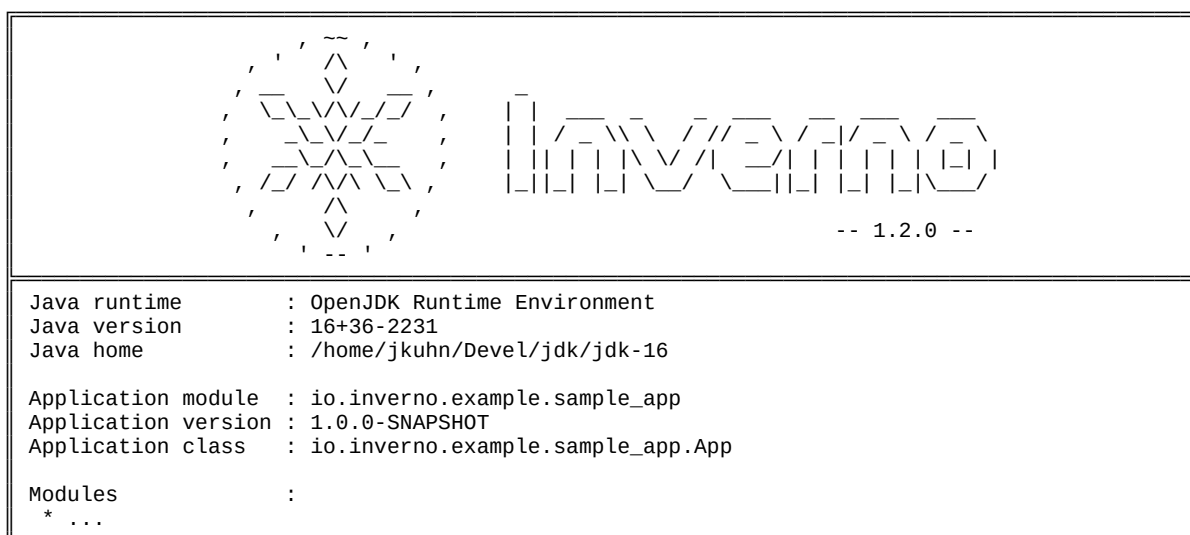 Inverno
-- 1.2.0 --
Java runtime : OpenJDK Runtime Environment
Java version : 16+36-2231
Java home : /home/jkuhn/Devel/jdk/jdk-16
Application module : io.inverno.example.sample_app
Application version : 1.0.0-SNAPSHOT
Application class : io.inverno.example.sample_app.App
Modules :
* ...